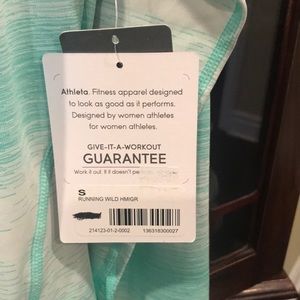 Athleta. Fitness apparel designed
to look as good as it performs.
Designed by women athletes
for women athletes.
GIVE-IT-A-WORKOUT
GUARANTEE
Work it out. If it doesn't
S
RUNNING WILD HMIGR
214123-01-2-0002
136318300027